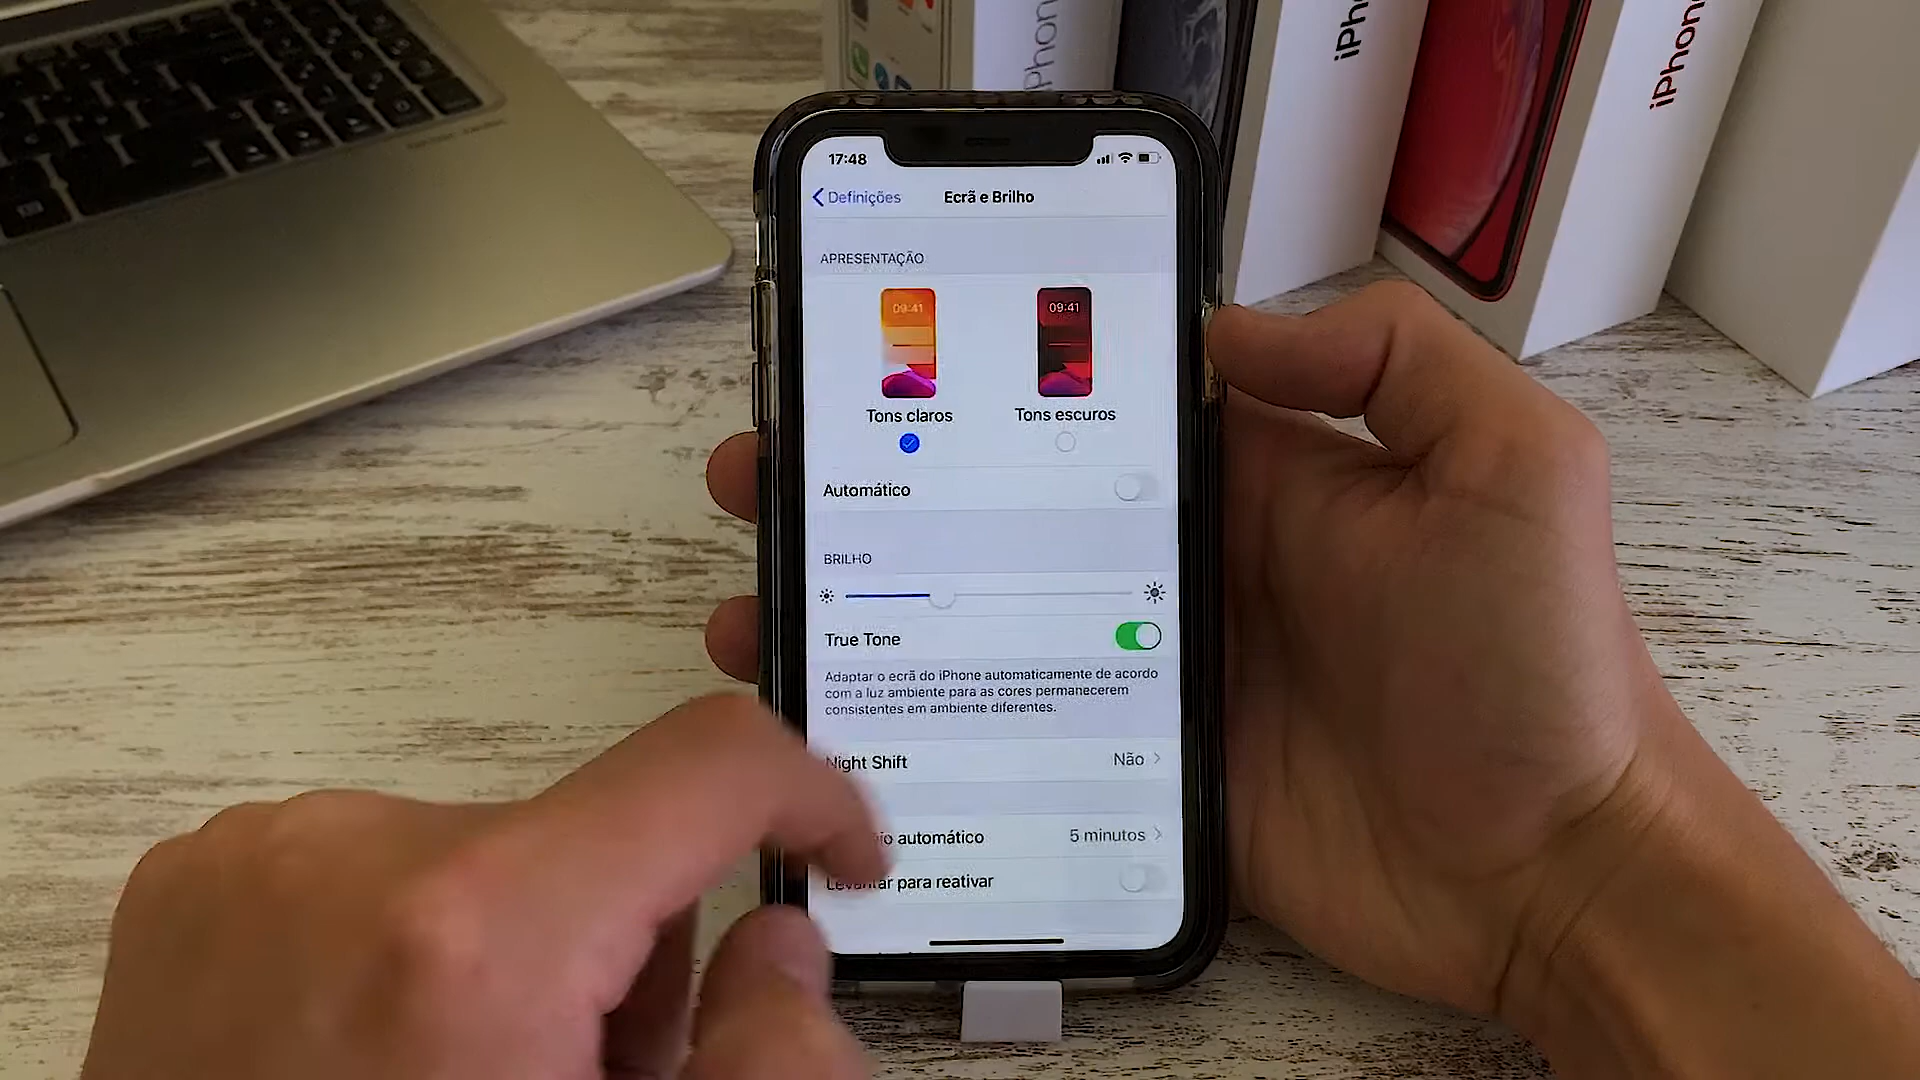 iPhone
iPhone
iPhone
17:48
Definições
Ecrã e Brilho
APRESENTAÇÃO
09:41
09:41
Tons claros
Tons escuros
Automático
BRILHO
True Tone
Adaptar o ecrã do iPhone automaticamente de acordo
com a luz ambiente para as cores permanecerem
consistentes em ambiente diferentes.
Night Shift
Não
automático
5 minutos
Levantar para reativar